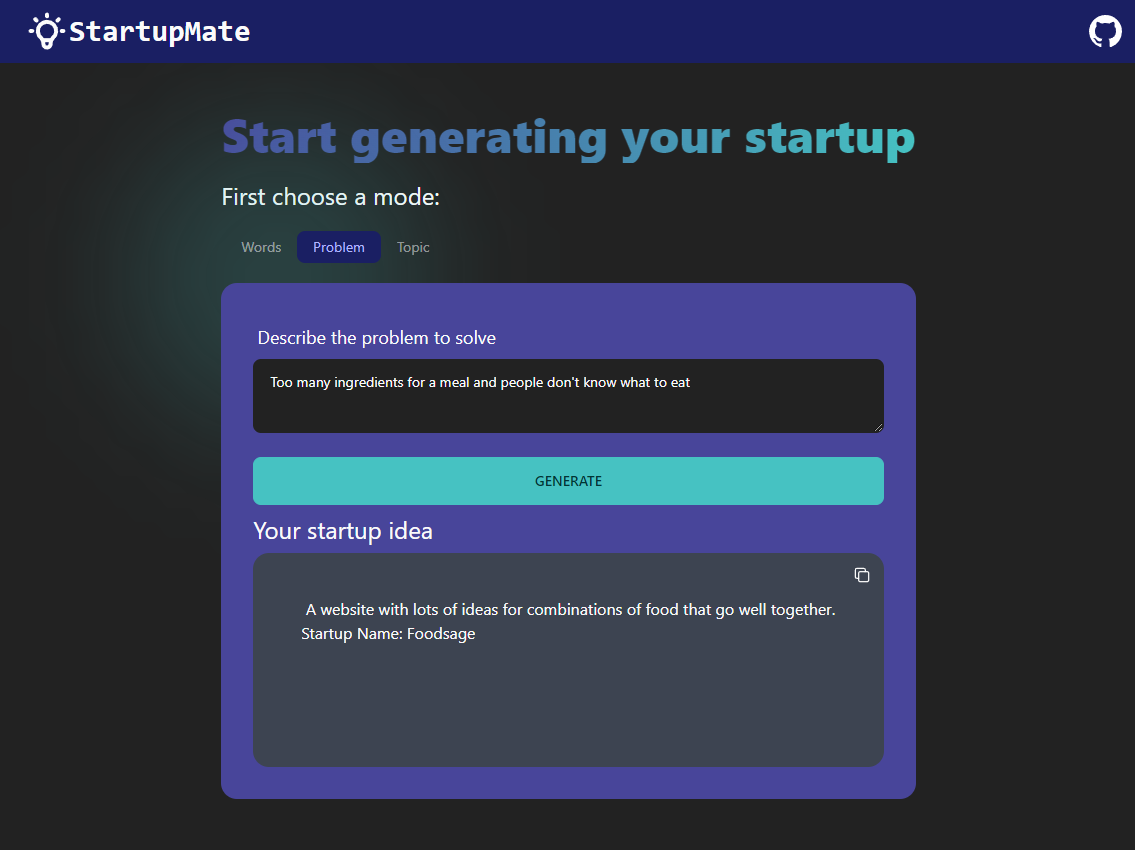 StartupMate
Start generating your startup
First choose a mode:
Words Problem Topic
Describe the problem to solve
Too many ingredients for a meal and people don't know what to eat
GENERATE
Your startup idea
A website with lots of ideas for combinations of food that go well together.
Startup Name: Foodsage